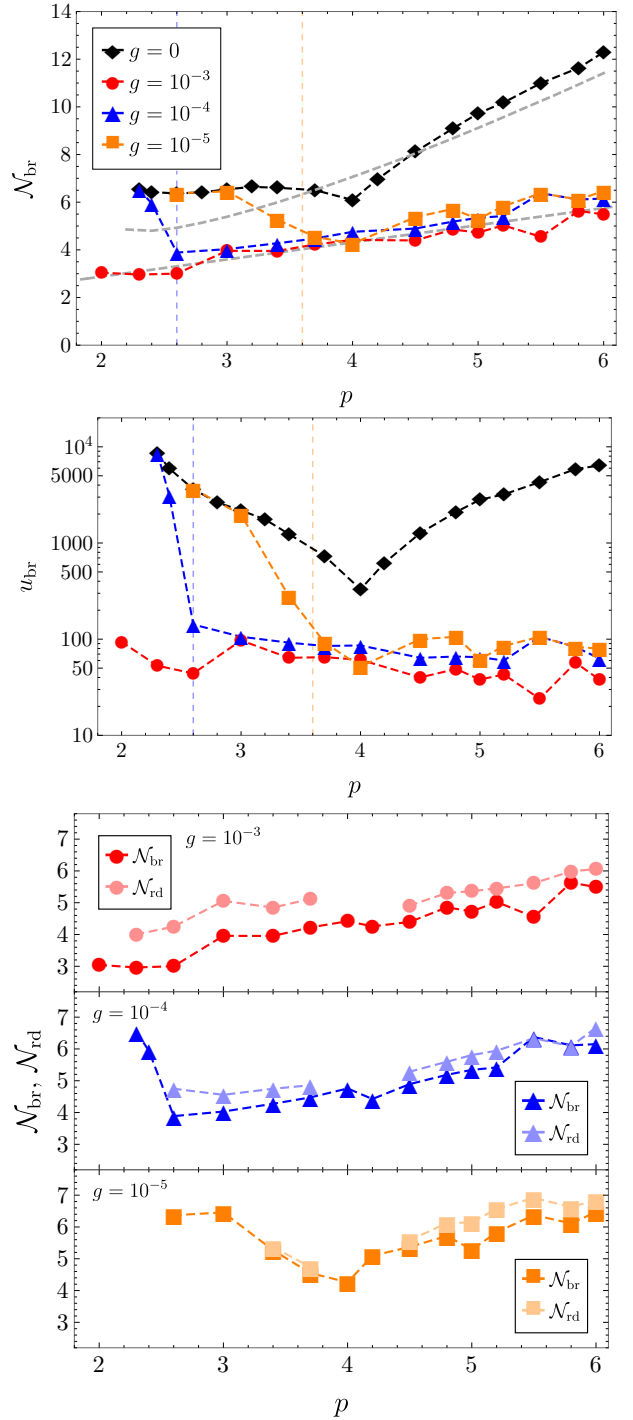 14
12
10
8
6
4
2
0
𝒩br
g = 0
g = 10⁻³
g = 10⁻⁴
g = 10⁻⁵
2 3 4 5 6
p
10⁴
5000
1000
500
100
50
10
ubr
2 3 4 5 6
p
𝒩br, 𝒩rd
7
6
5
4
3
g = 10⁻³
𝒩br
𝒩rd
7
6
5
4
3
g = 10⁻⁴
𝒩br
𝒩rd
7
6
5
4
3
g = 10⁻⁵
𝒩br
𝒩rd
2 3 4 5 6
p